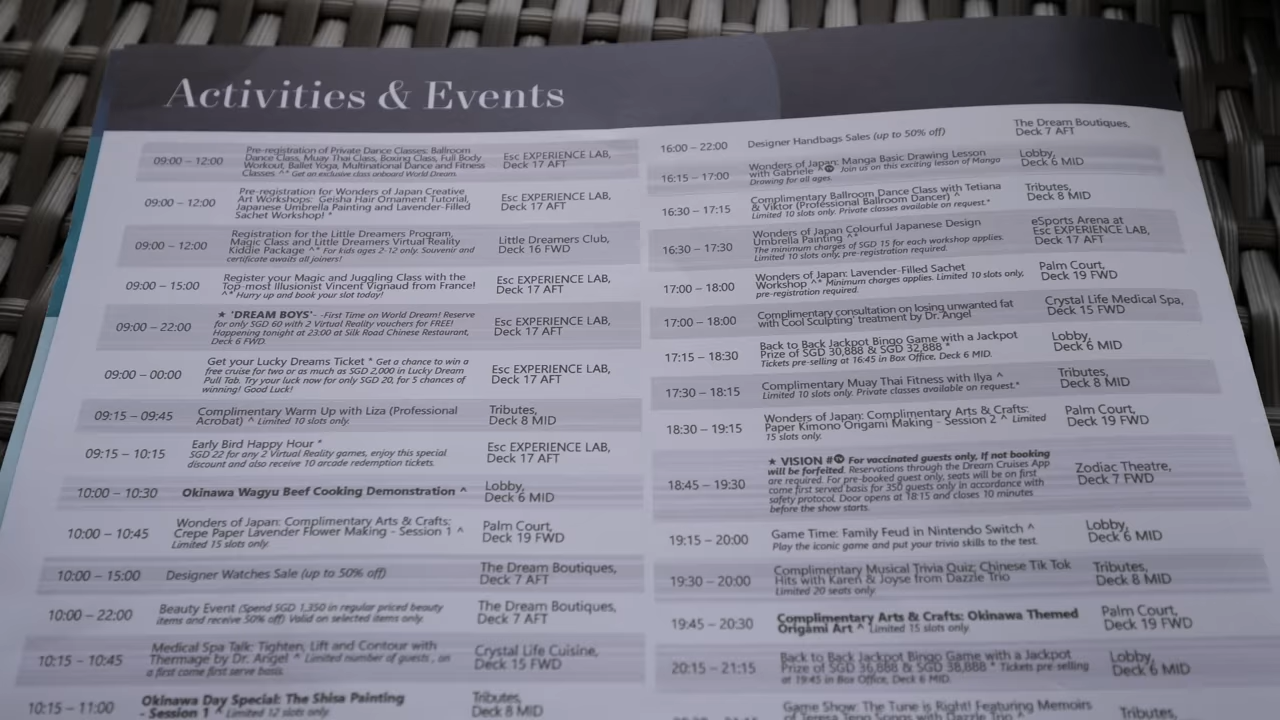 Activities & Events
09:00 – 12:00
Pre-registration of Private Dance Classes: Ballroom
Dance Class, Muay Thai Class, Boxing Class, Full Body
Workout, Ballet Yoga, Multinational Dance and Fitness
Classes ^* Get an exclusive class onboard World Dream.
Esc EXPERIENCE LAB,
Deck 17 AFT
09:00 – 12:00
Pre-registration for Wonders of Japan Creative
Art Workshops: Geisha Hair Ornament Tutorial,
Japanese Umbrella Painting and Lavender-Filled
Sachet Workshop! *
Esc EXPERIENCE LAB,
Deck 17 AFT
09:00 – 12:00
Registration for the Little Dreamers Program,
Magic Class and Little Dreamers Virtual Reality
Kiddie Package ^* For kids ages 2-12 only. Souvenir and
certificate awaits all joiners!
Little Dreamers Club,
Deck 16 FWD
09:00 – 15:00
Register your Magic and Juggling Class with the
Top-most Illusionist Vincent Vignaud from France!
^* Hurry up and book your slot today!
Esc EXPERIENCE LAB,
Deck 17 AFT
09:00 – 22:00
★ 'DREAM BOYS'- -First Time on World Dream! Reserve
for only SGD 60 with 2 Virtual Reality vouchers for FREE!
Happening tonight at 23:00 at Silk Road Chinese Restaurant,
Deck 6 FWD.
Esc EXPERIENCE LAB,
Deck 17 AFT
09:00 – 00:00
Get your Lucky Dreams Ticket * Get a chance to win a
free cruise for two or as much as SGD 2,000 in Lucky Dream
Pull Tab. Try your luck now for only SGD 20, for 5 chances of
winning! Good Luck!
Esc EXPERIENCE LAB,
Deck 17 AFT
09:15 – 09:45
Complimentary Warm Up with Liza (Professional
Acrobat) ^ Limited 10 slots only.
Tributes,
Deck 8 MID
09:15 – 10:15
Early Bird Happy Hour *
SGD 22 for any 2 Virtual Reality games, enjoy this special
discount and also receive 10 arcade redemption tickets.
Esc EXPERIENCE LAB,
Deck 17 AFT
10:00 – 10:30
Okinawa Wagyu Beef Cooking Demonstration ^
Lobby,
Deck 6 MID
10:00 – 10:45
Wonders of Japan: Complimentary Arts & Crafts:
Crepe Paper Lavender Flower Making - Session 1 ^
Limited 15 slots only.
Palm Court,
Deck 19 FWD
10:00 – 15:00
Designer Watches Sale (up to 50% off)
The Dream Boutiques,
Deck 7 AFT
10:00 – 22:00
Beauty Event (Spend SGD 1,350 in regular priced beauty
items and receive 50% off) Valid on selected items only.
The Dream Boutiques,
Deck 7 AFT
10:15 – 10:45
Medical Spa Talk: Tighten, Lift and Contour with
Thermage by Dr. Angel ^ Limited number of guests , on
a first come first serve basis.
Crystal Life Cuisine,
Deck 15 FWD
10:15 – 11:00
Okinawa Day Special: The Shisa Painting
- Session 1 ^ Limited 12 slots only.
Tributes,
Deck 8 MID
16:00 – 22:00
Designer Handbags Sales (up to 50% off)
The Dream Boutiques,
Deck 7 AFT
16:15 – 17:00
Wonders of Japan: Manga Basic Drawing Lesson
with Gabriele ^ Join us on this exciting lesson of Manga
Drawing for all ages.
Lobby,
Deck 6 MID
16:30 – 17:15
Complimentary Ballroom Dance Class with Tetiana
& Viktor (Professional Ballroom Dancer) ^
Limited 10 slots only. Private classes available on request.*
Tributes,
Deck 8 MID
16:30 – 17:30
Wonders of Japan Colourful Japanese Design
Umbrella Painting ^*
The minimum charges of SGD 15 for each workshop applies.
Limited 10 slots only, pre-registration required.
eSports Arena at
Esc EXPERIENCE LAB,
Deck 17 AFT
17:00 – 18:00
Wonders of Japan: Lavender-Filled Sachet
Workshop ^* Minimum charges applies. Limited 10 slots only,
pre-registration required.
Palm Court,
Deck 19 FWD
17:00 – 18:00
Complimentary consultation on losing unwanted fat
with Cool Sculpting' treatment by Dr. Angel
Crystal Life Medical Spa,
Deck 15 FWD
17:15 – 18:30
Back to Back Jackpot Bingo Game with a Jackpot
Prize of SGD 30,888 & SGD 32,888 *
Tickets pre-selling at 16:45 in Box Office, Deck 6 MID.
Lobby,
Deck 6 MID
17:30 – 18:15
Complimentary Muay Thai Fitness with Ilya ^
Limited 10 slots only. Private classes available on request.*
Tributes,
Deck 8 MID
18:30 – 19:15
Wonders of Japan: Complimentary Arts & Crafts:
Paper Kimono Origami Making - Session 2 ^ Limited
15 slots only.
Palm Court,
Deck 19 FWD
18:45 – 19:30
★ VISION # For vaccinated guests only, If not booking
will be forfeited. Reservations through the Dream Cruises App
are required. For pre-booked guest only, seats will be on first
come first served basis for 350 guests only in accordance with
safety protocol. Door opens at 18:15 and closes 10 minutes
before the show starts.
Zodiac Theatre,
Deck 7 FWD
19:15 – 20:00
Game Time: Family Feud in Nintendo Switch ^
Play the iconic game and put your trivia skills to the test.
Lobby,
Deck 6 MID
19:30 – 20:00
Complimentary Musical Trivia Quiz: Chinese Tik Tok
Hits with Karen & Joyse from Dazzle Trio
Limited 20 seats only.
Tributes,
Deck 8 MID
19:45 – 20:30
Complimentary Arts & Crafts: Okinawa Themed
Origami Art ^ Limited 15 slots only.
Palm Court,
Deck 19 FWD
20:15 – 21:15
Back to Back Jackpot Bingo Game with a Jackpot
Prize of SGD 36,888 & SGD 38,888 * Tickets pre-selling
at 19:45 in Box Office, Deck 6 MID.
Lobby,
Deck 6 MID
Game Show: The Tune is Right! Featuring Memoirs
of Teresa Teng Songs with Dazzle Trio ^
Tributes,